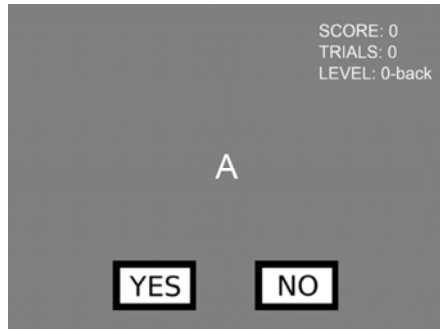 SCORE: 0
TRIALS: 0
LEVEL: 0-back
A
YES NO